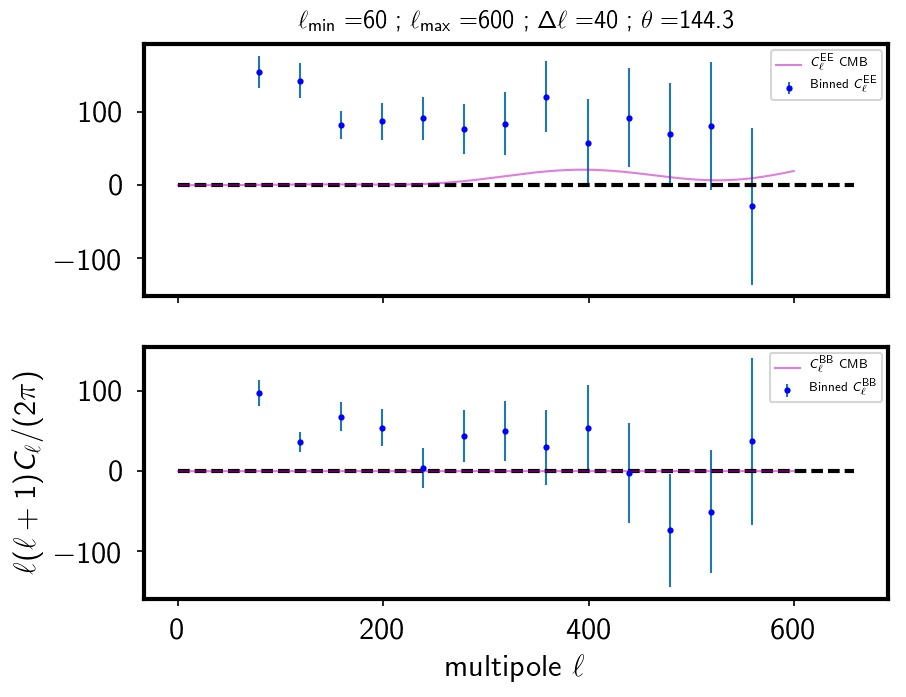 ℓmin =60 ; ℓmax =600 ; Δℓ =40 ; θ =144.3
C_ℓ^EE CMB
Binned C_ℓ^EE
100
0
−100
C_ℓ^BB CMB
Binned C_ℓ^BB
100
0
−100
ℓ(ℓ + 1)C_ℓ/(2π)
0 200 400 600
multipole ℓ